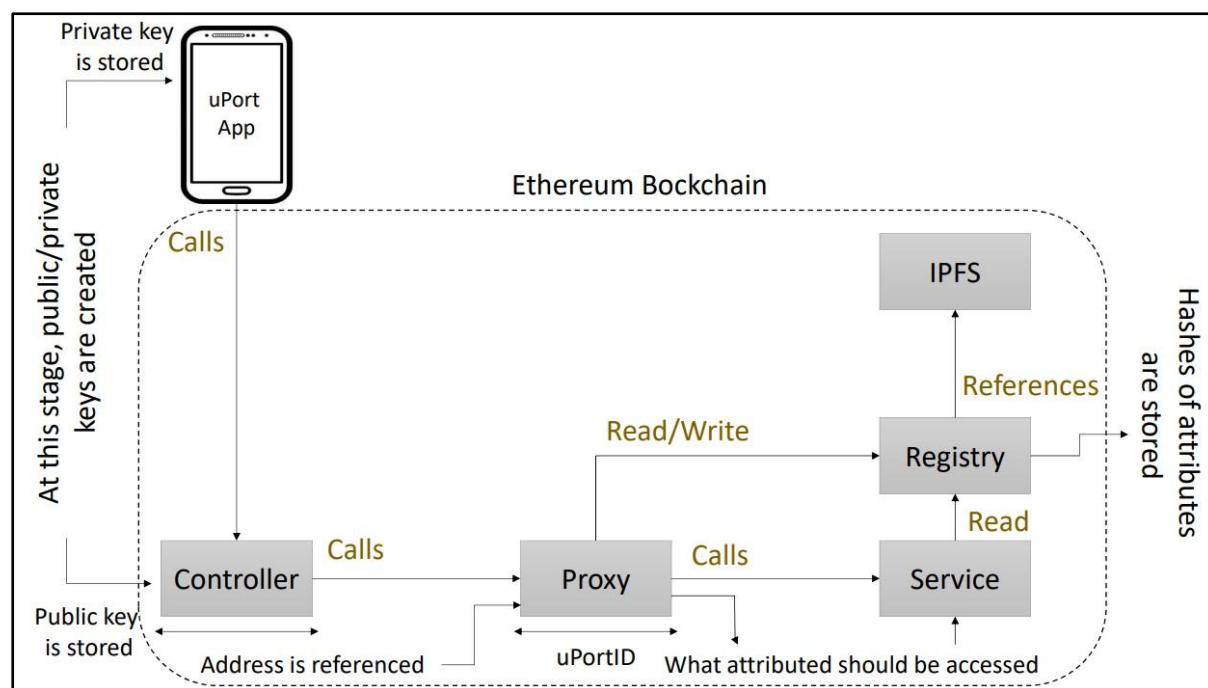 Private key
is stored
uPort
App
At this stage, public/private
keys are created
Ethereum Bockchain
Calls
IPFS
References
Hashes of attributes
are stored
Read/Write
Registry
Read
Controller
Calls
Proxy
Calls
Service
Public key
is stored
Address is referenced
uPortID
What attributed should be accessed